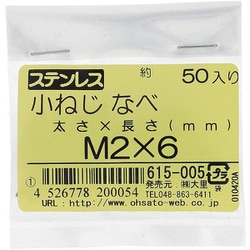 ステンレス 約 50入り
小ねじ なべ
太さ×長さ(mm)
M2×6
615-005
① 4 526778 200054
発売元:㈱大里
TEL048-863-6411
URL:http://www.ohsato-web.co.jp/
010420A